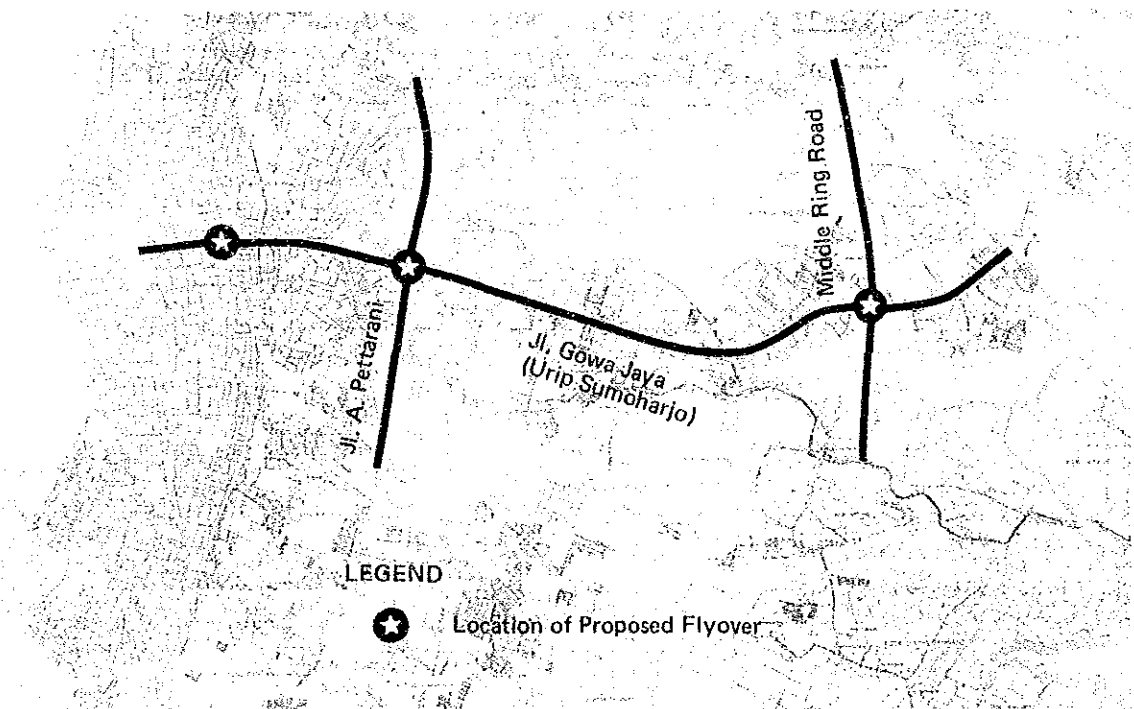 Middle Ring Road
Jl. A. Pettarani
Jl. Gowa Jaya
(Urip Sumoharjo)
LEGEND
Location of Proposed Flyover